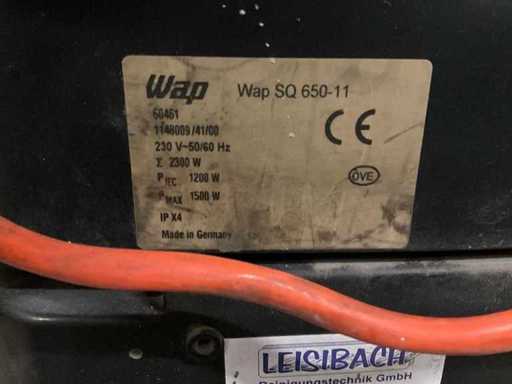 Wap Wap SQ 650-11
60461
1148009/41/00
230 V~50/60 Hz
Σ 2300 W
P IEC 1200 W
P MAX 1500 W
IP X4
Made in Germany
CE
ÖVE
LEISIBACH
Reinigungstechnik GmbH